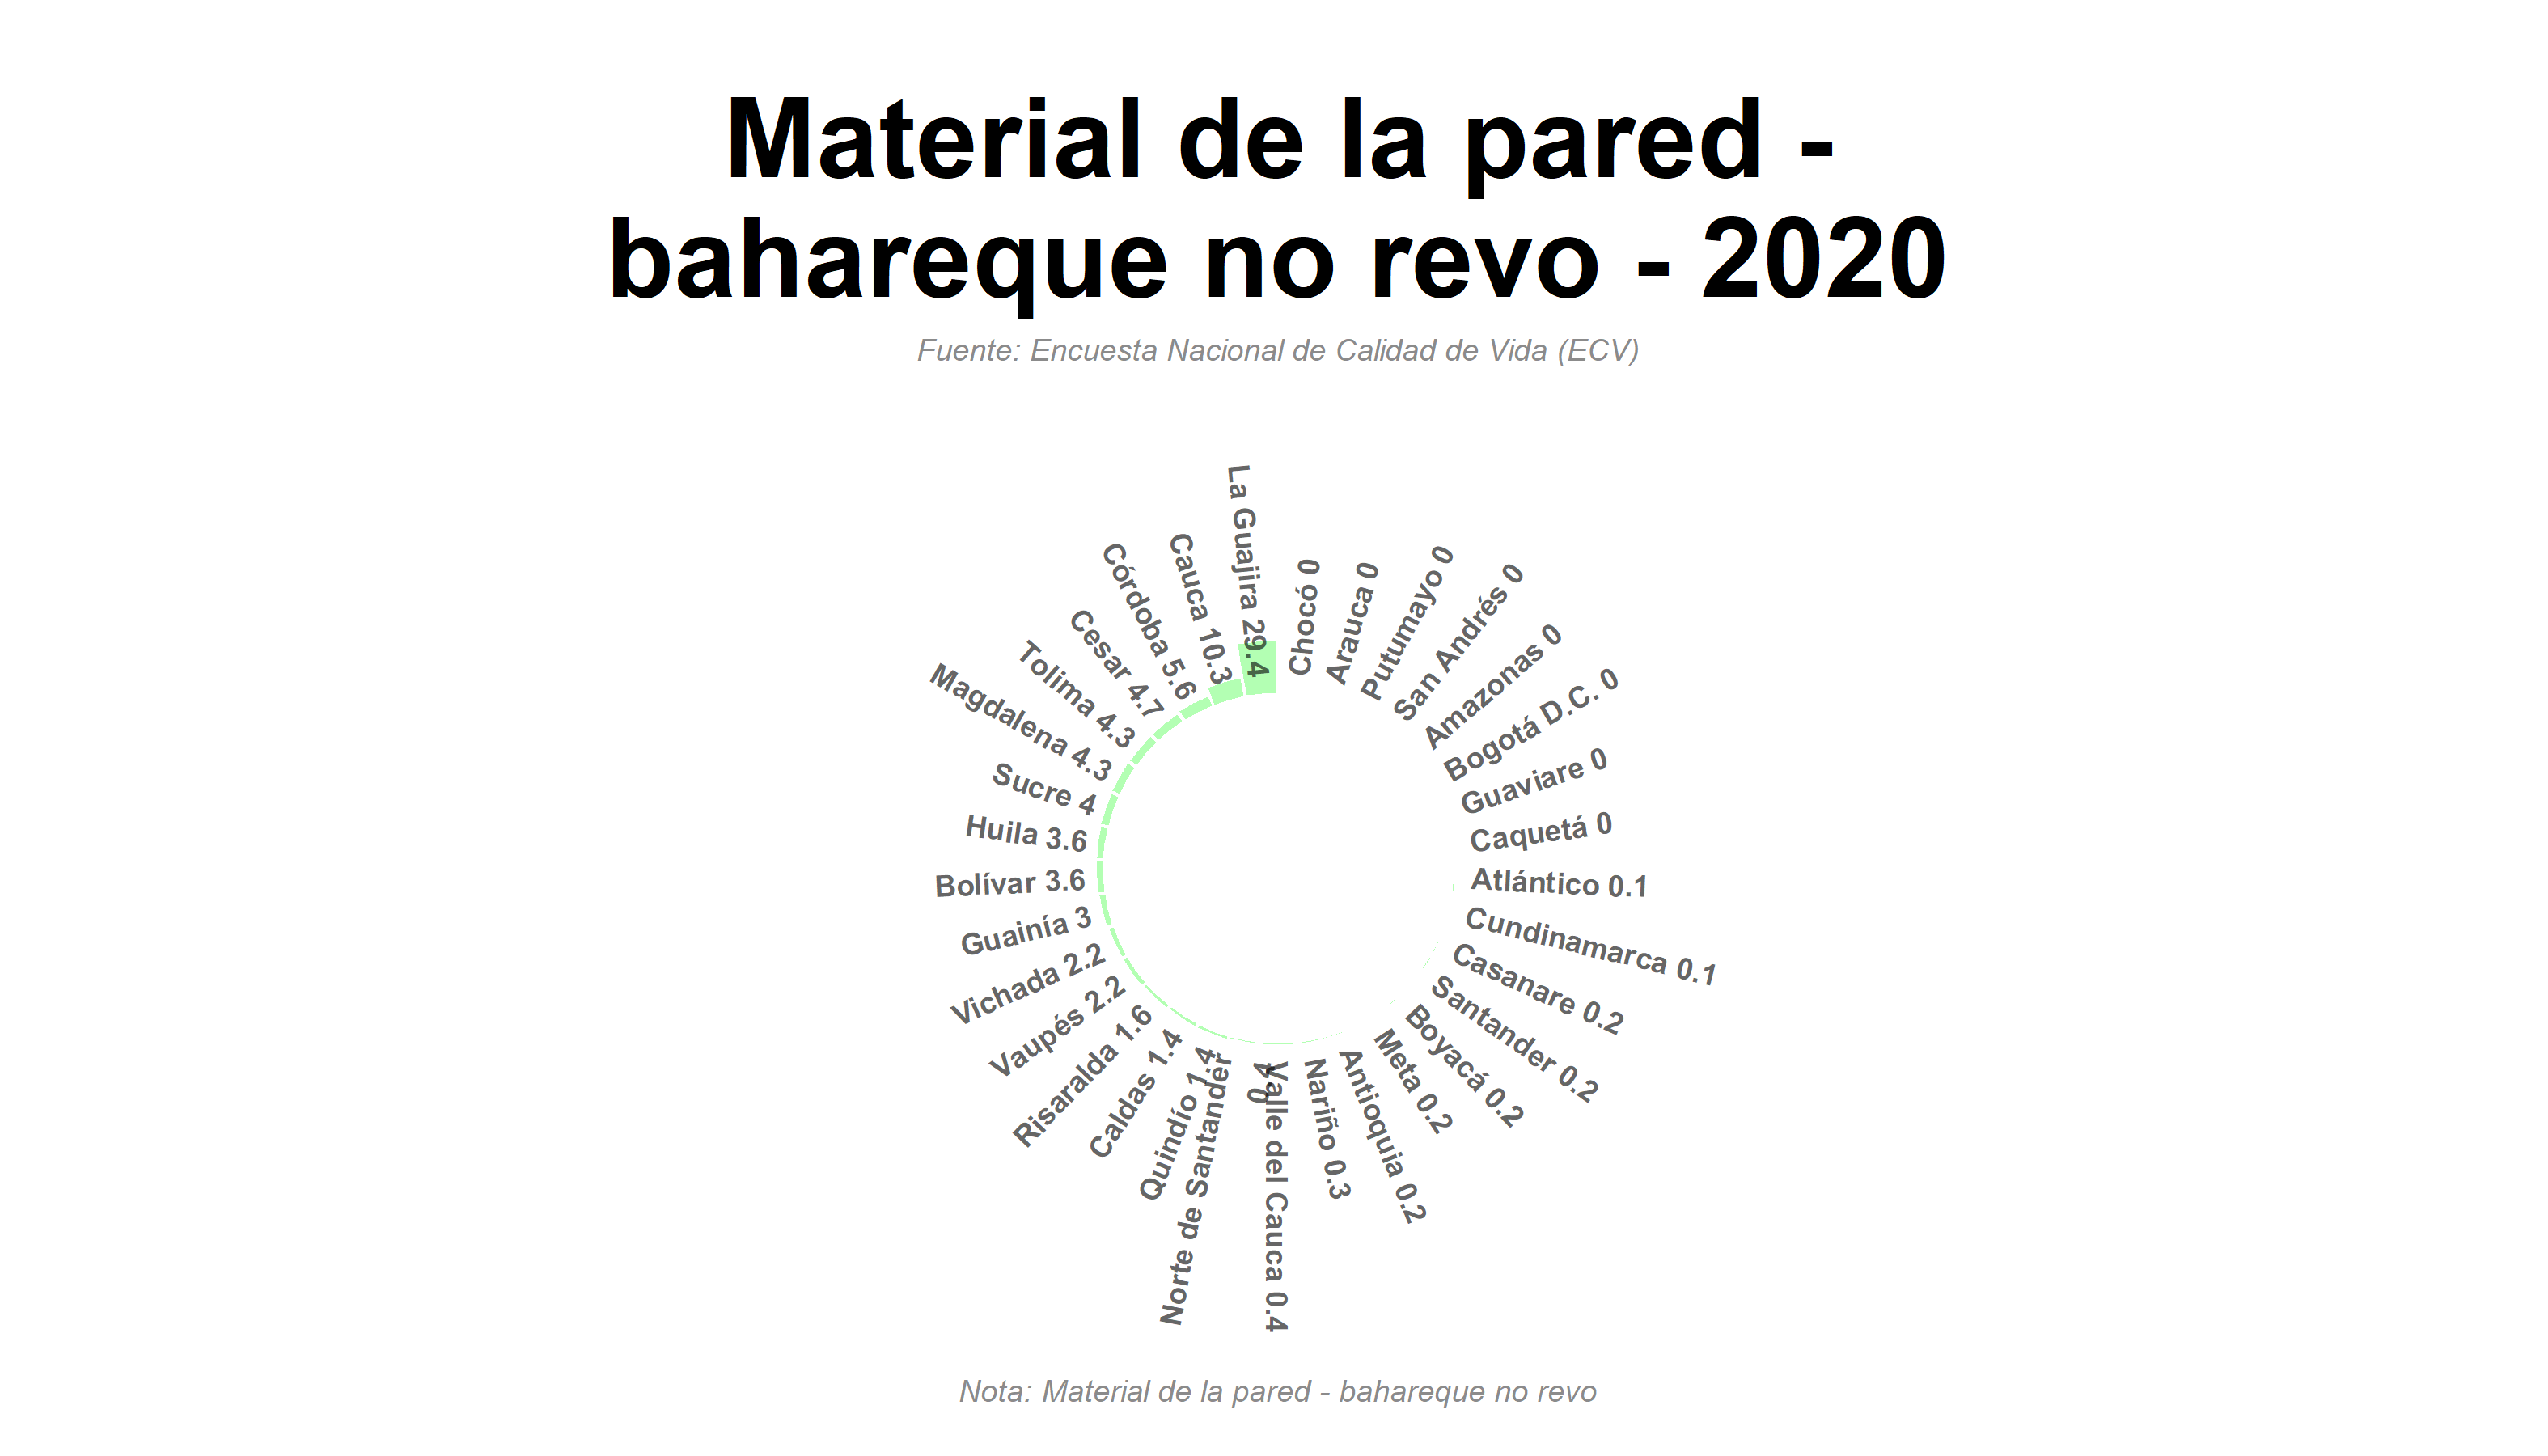 Material de la pared -
bahareque no revo - 2020
Fuente: Encuesta Nacional de Calidad de Vida (ECV)
Chocó 0
Arauca 0
Putumayo 0
San Andrés 0
Amazonas 0
Bogotá D.C. 0
Guaviare 0
Caquetá 0
Atlántico 0.1
Cundinamarca 0.1
Casanare 0.2
Santander 0.2
Boyacá 0.2
Meta 0.2
Antioquia 0.2
Nariño 0.3
Valle del Cauca 0.4
Norte de Santander
0.4
Quindío 1.4
Caldas 1.4
Risaralda 1.6
Vaupés 2.2
Vichada 2.2
Guainía 3
Bolívar 3.6
Huila 3.6
Sucre 4
Magdalena 4.3
Tolima 4.3
Cesar 4.7
Córdoba 5.6
Cauca 10.3
La Guajira 29.4
Nota: Material de la pared - bahareque no revo